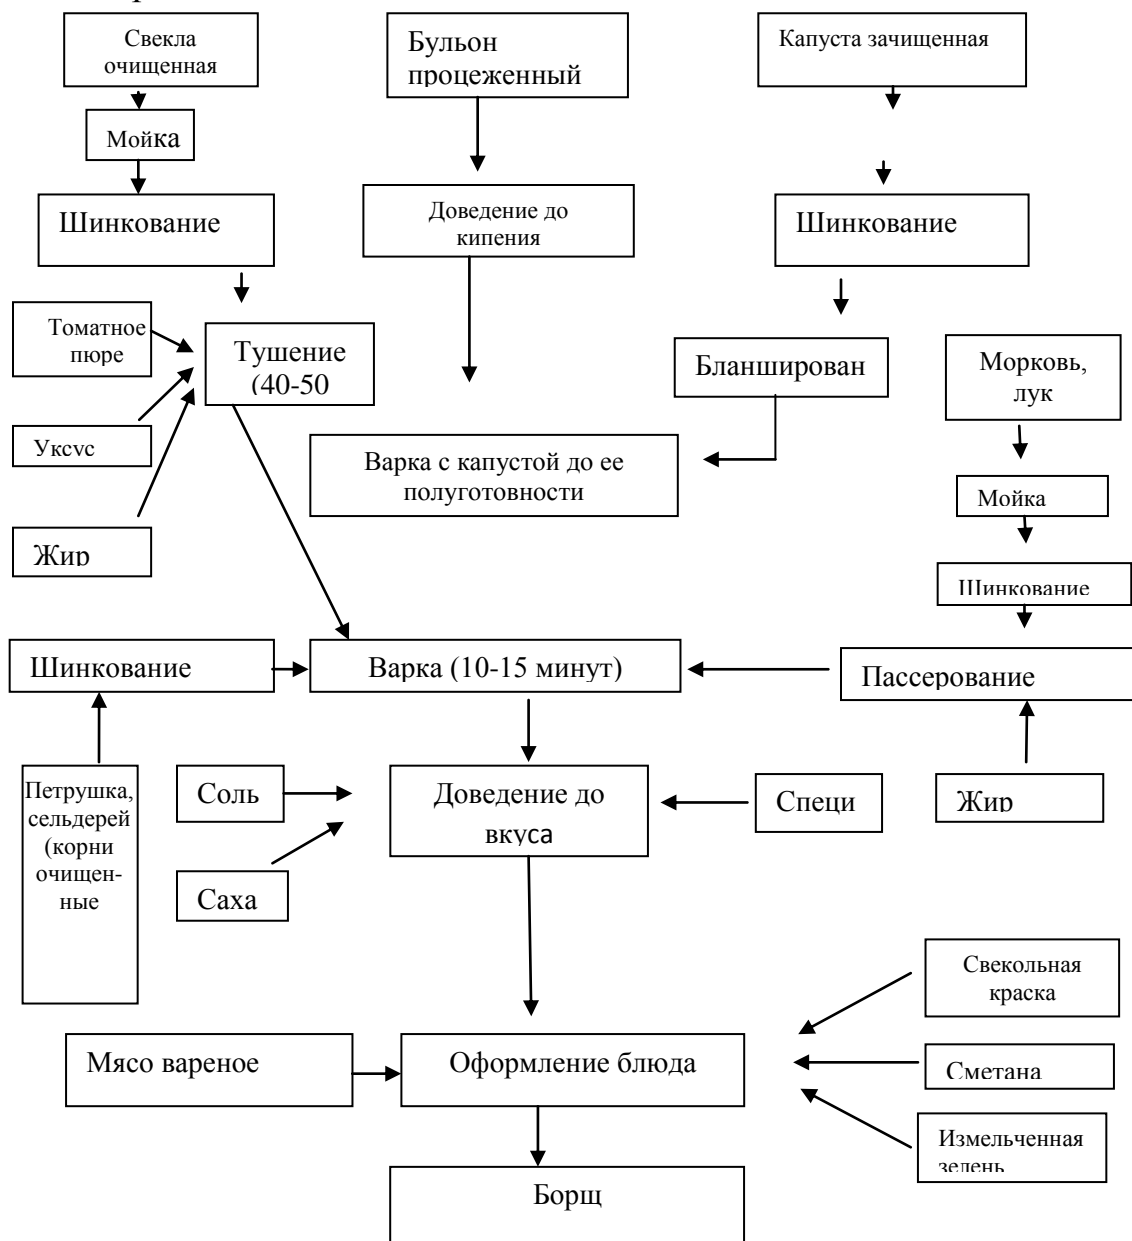 Свекла
очищенная
Бульон
процеженный
Капуста зачищенная
Мойка
Шинкование
Доведение до
кипения
Шинкование
Томатное
пюре
Тушение
(40-50
Бланширован
Морковь,
лук
Уксус
Варка с капустой до ее
полуготовности
Мойка
Жир
Шинкование
Шинкование
Варка (10-15 минут)
Пассерование
Петрушка,
сельдерей
(корни
очищен-
ные
Соль
Доведение до
вкуса
Специ
Жир
Саха
Свекольная
краска
Мясо вареное
Оформление блюда
Сметана
Измельченная
зелень
Борщ